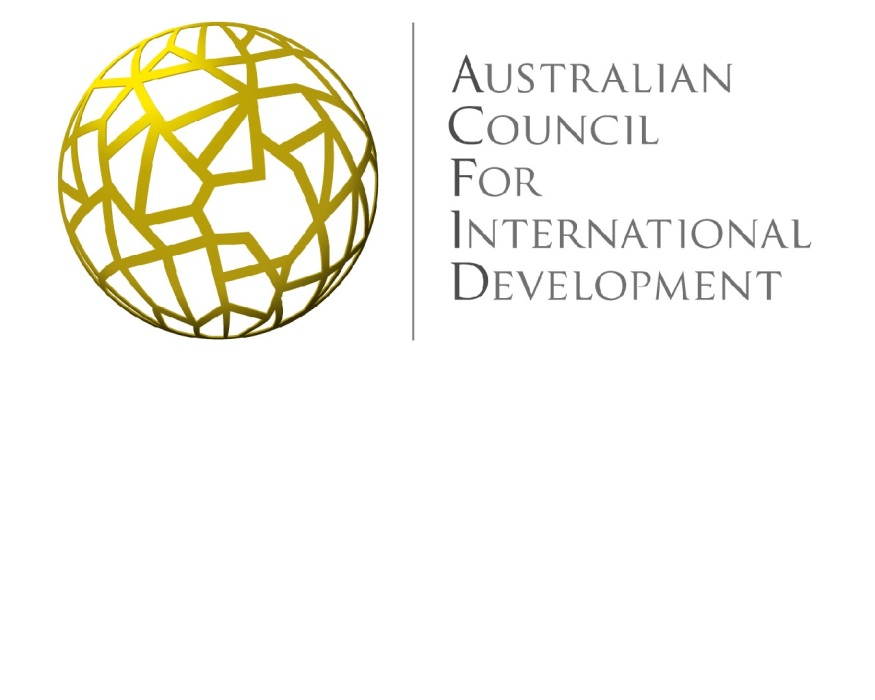 Australian
Council
For
International
Development